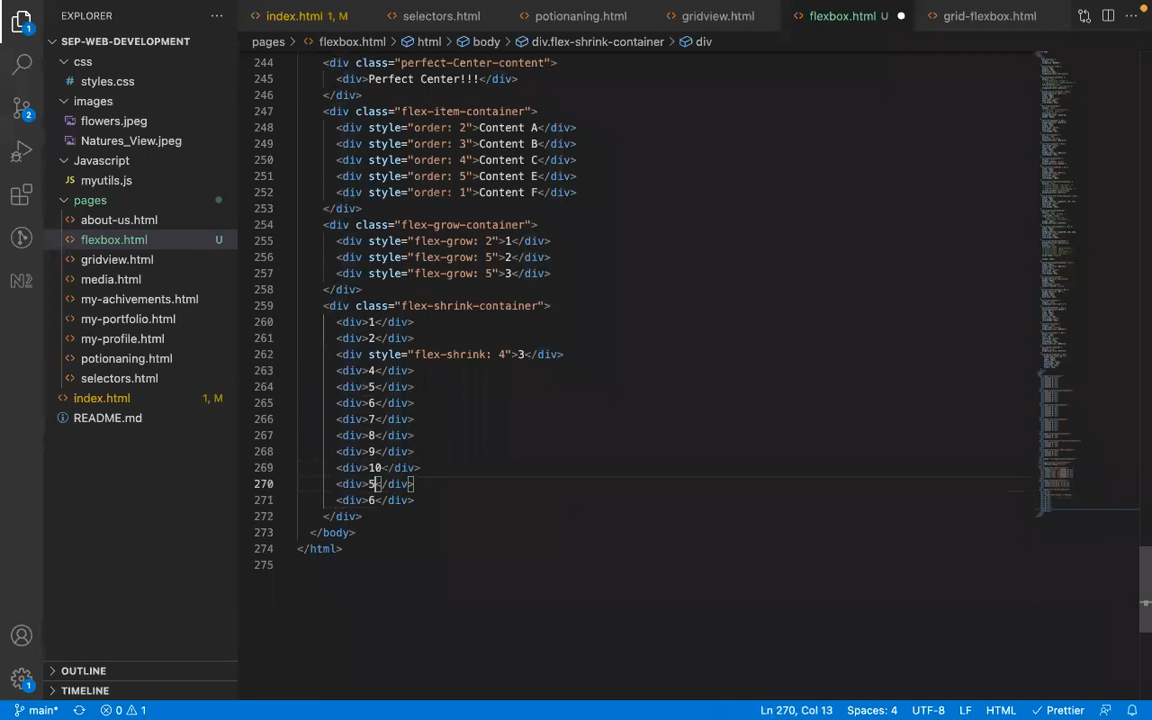 EXPLORER
index.html 1, M
selectors.html
potionaning.html
gridview.html
flexbox.html U
grid-flexbox.html
SEP-WEB-DEVELOPMENT
pages > flexbox.html > html > body > div.flex-shrink-container > div
css
styles.css
images
flowers.jpeg
Natures_View.jpeg
Javascript
JS myutils.js
pages
about-us.html
flexbox.html U
gridview.html
media.html
my-achivements.html
my-portfolio.html
my-profile.html
potionaning.html
selectors.html
index.html 1, M
README.md
244 <div class="perfect-Center-content">
245 <div>Perfect Center!!!</div>
246 </div>
247 <div class="flex-item-container">
248 <div style="order: 2">Content A</div>
249 <div style="order: 3">Content B</div>
250 <div style="order: 4">Content C</div>
251 <div style="order: 5">Content E</div>
252 <div style="order: 1">Content F</div>
253 </div>
254 <div class="flex-grow-container">
255 <div style="flex-grow: 2">1</div>
256 <div style="flex-grow: 5">2</div>
257 <div style="flex-grow: 5">3</div>
258 </div>
259 <div class="flex-shrink-container">
260 <div>1</div>
261 <div>2</div>
262 <div style="flex-shrink: 4">3</div>
263 <div>4</div>
264 <div>5</div>
265 <div>6</div>
266 <div>7</div>
267 <div>8</div>
268 <div>9</div>
269 <div>10</div>
270 <div>5</div>
271 <div>6</div>
272 </div>
273 </body>
274 </html>
275
OUTLINE
TIMELINE
main* 0 1 Ln 270, Col 13 Spaces: 4 UTF-8 LF HTML Prettier